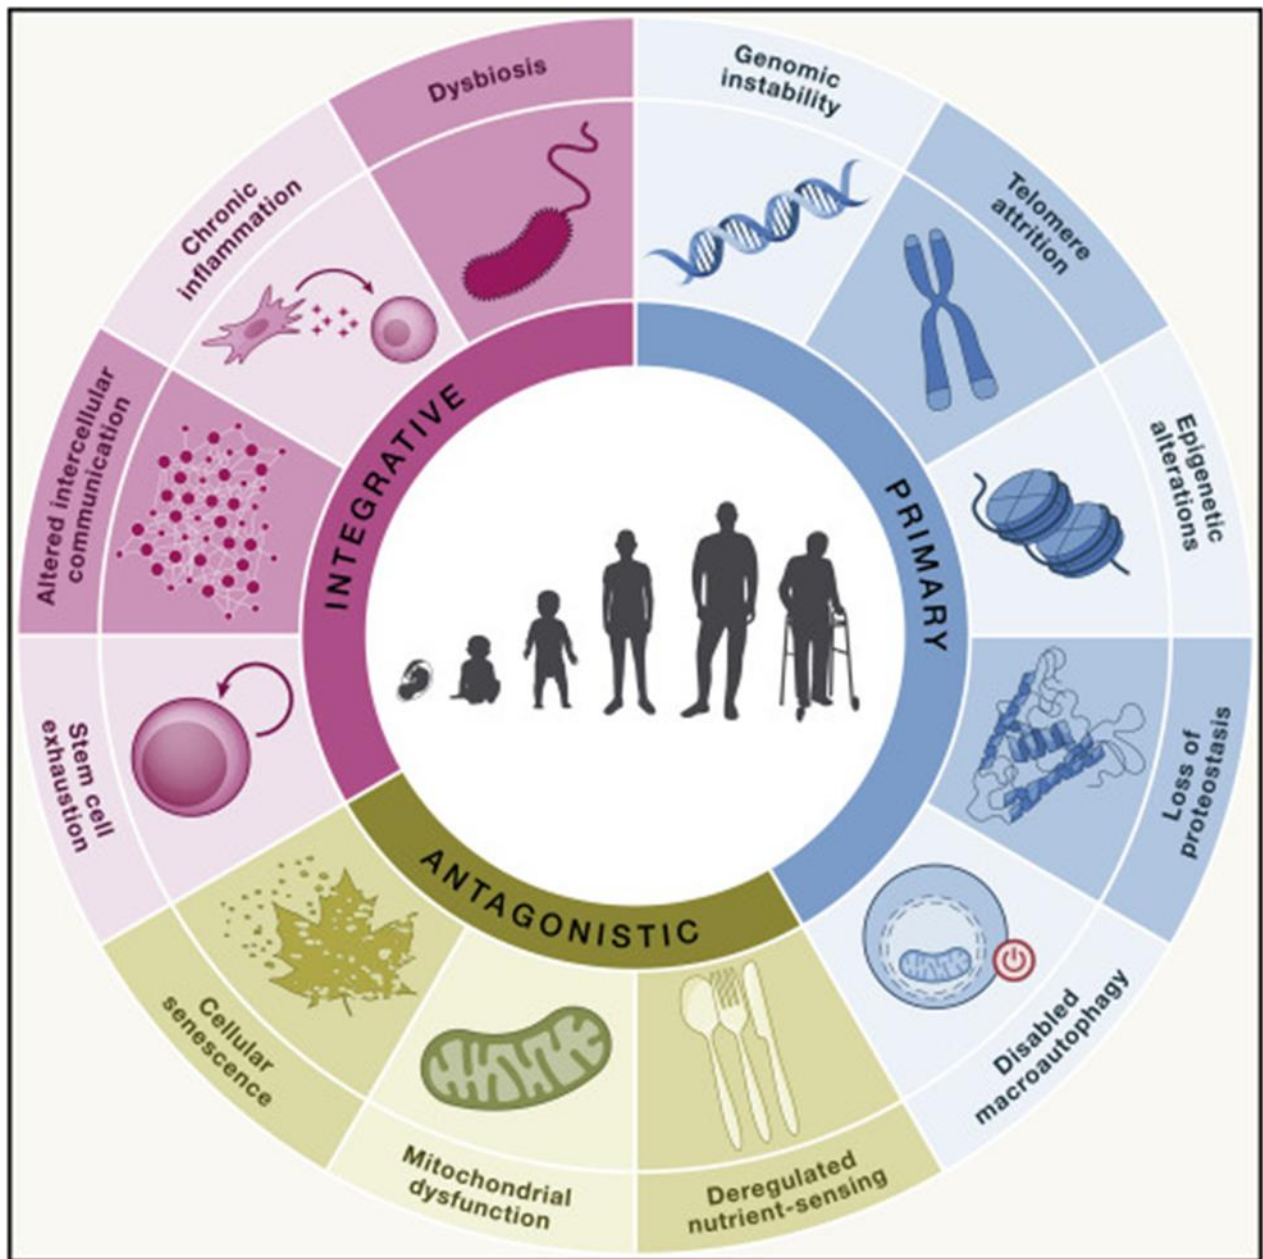 Dysbiosis
Genomic
instability
Telomere
attrition
Epigenetic
alterations
Loss of
proteostasis
Disabled
macroautophagy
Deregulated
nutrient-sensing
Mitochondrial
dysfunction
Cellular
senescence
Stem cell
exhaustion
Altered intercellular
communication
Chronic
inflammation
INTEGRATIVE
PRIMARY
ANTAGONISTIC